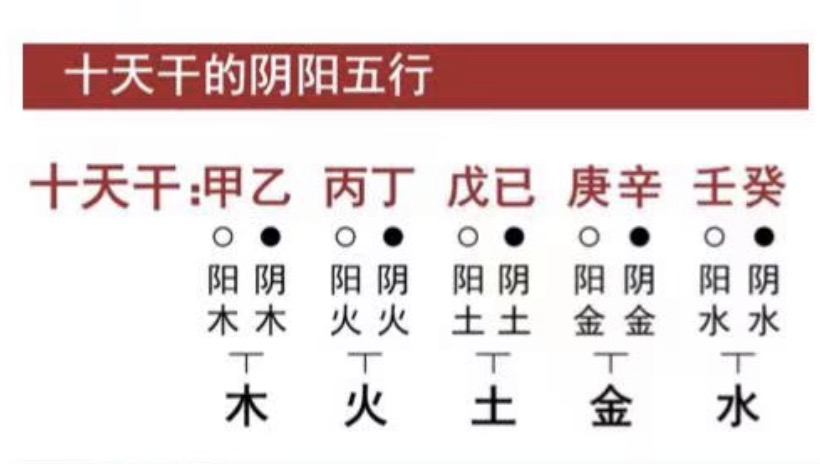 十天干的阴阳五行
十天干:甲乙 丙丁 戊已 庚辛 壬癸
阳 阴 阳 阴 阳 阴 阳 阴 阳 阴
木 木 火 火 土 土 金 金 水 水
木 火 土 金 水